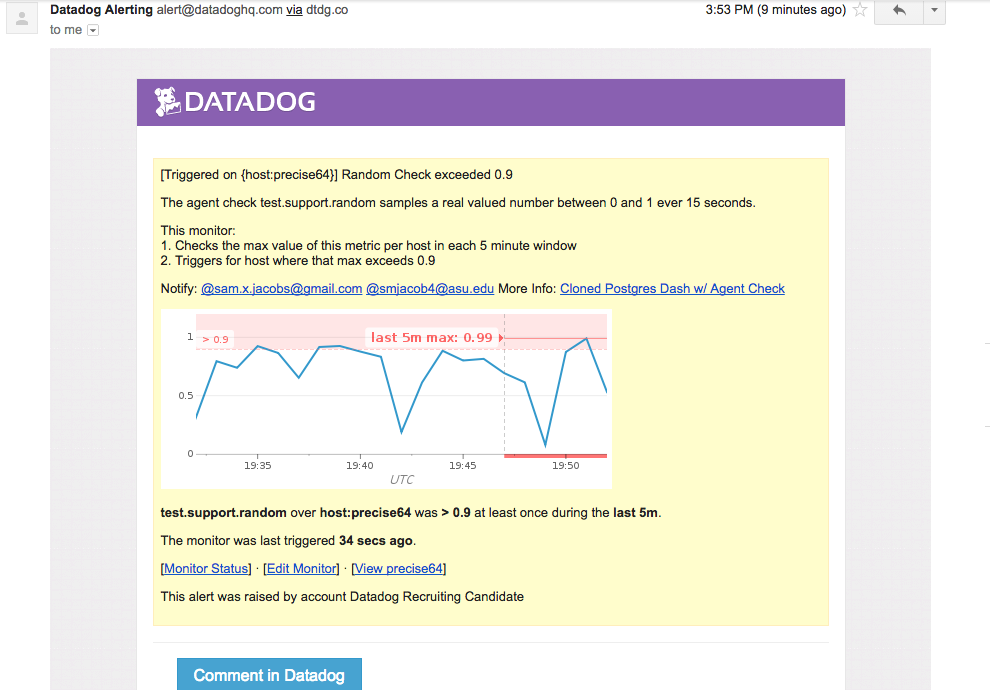 Datadog Alerting alert@datadoghq.com via dtdg.co
3:53 PM (9 minutes ago)
to me
DATADOG
[Triggered on {host:precise64}] Random Check exceeded 0.9
The agent check test.support.random samples a real valued number between 0 and 1 ever 15 seconds.
This monitor:
1. Checks the max value of this metric per host in each 5 minute window
2. Triggers for host where that max exceeds 0.9
Notify: @sam.x.jacobs@gmail.com @smjacob4@asu.edu More Info: Cloned Postgres Dash w/ Agent Check
1
> 0.9
last 5m max: 0.99
0.5
0
19:35 19:40 19:45 19:50
UTC
test.support.random over host:precise64 was > 0.9 at least once during the last 5m.
The monitor was last triggered 34 secs ago.
[Monitor Status] · [Edit Monitor] · [View precise64]
This alert was raised by account Datadog Recruiting Candidate
Comment in Datadog